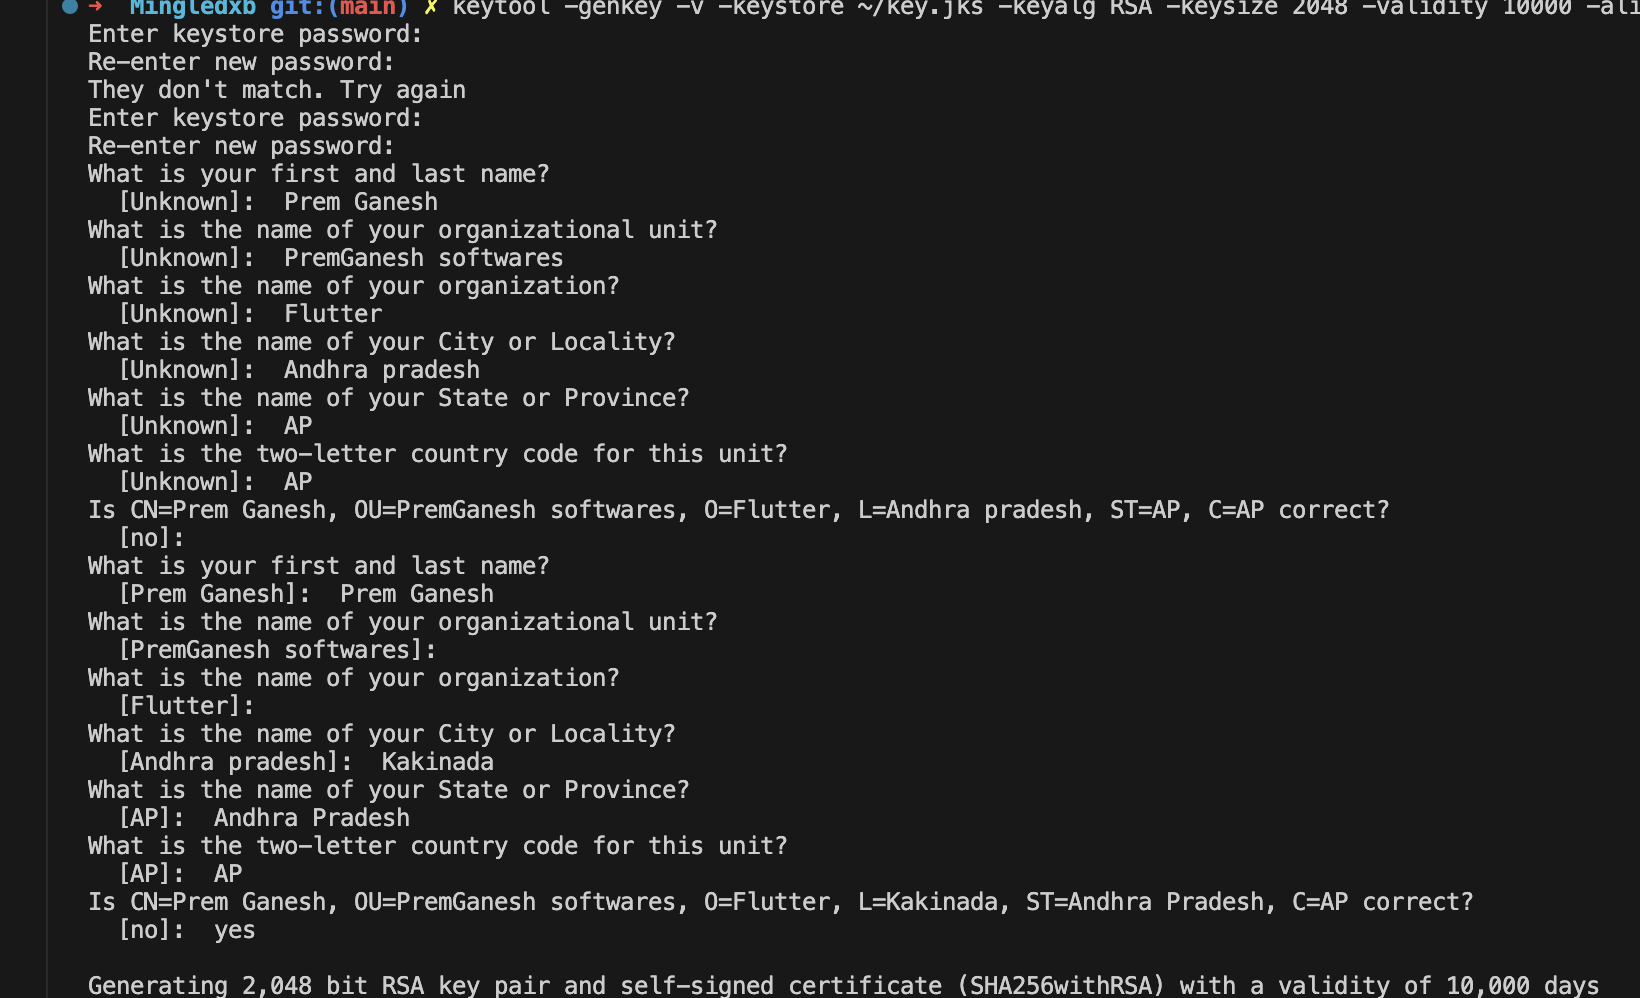 ➜  Mingledxb git:(main) ✗ keytool -genkey -v -keystore ~/key.jks -keyalg RSA -keysize 2048 -validity 10000 -ali
Enter keystore password:
Re-enter new password:
They don't match. Try again
Enter keystore password:
Re-enter new password:
What is your first and last name?
  [Unknown]:  Prem Ganesh
What is the name of your organizational unit?
  [Unknown]:  PremGanesh softwares
What is the name of your organization?
  [Unknown]:  Flutter
What is the name of your City or Locality?
  [Unknown]:  Andhra pradesh
What is the name of your State or Province?
  [Unknown]:  AP
What is the two-letter country code for this unit?
  [Unknown]:  AP
Is CN=Prem Ganesh, OU=PremGanesh softwares, O=Flutter, L=Andhra pradesh, ST=AP, C=AP correct?
  [no]:
What is your first and last name?
  [Prem Ganesh]:  Prem Ganesh
What is the name of your organizational unit?
  [PremGanesh softwares]:
What is the name of your organization?
  [Flutter]:
What is the name of your City or Locality?
  [Andhra pradesh]:  Kakinada
What is the name of your State or Province?
  [AP]:  Andhra Pradesh
What is the two-letter country code for this unit?
  [AP]:  AP
Is CN=Prem Ganesh, OU=PremGanesh softwares, O=Flutter, L=Kakinada, ST=Andhra Pradesh, C=AP correct?
  [no]:  yes

Generating 2,048 bit RSA key pair and self-signed certificate (SHA256withRSA) with a validity of 10,000 days